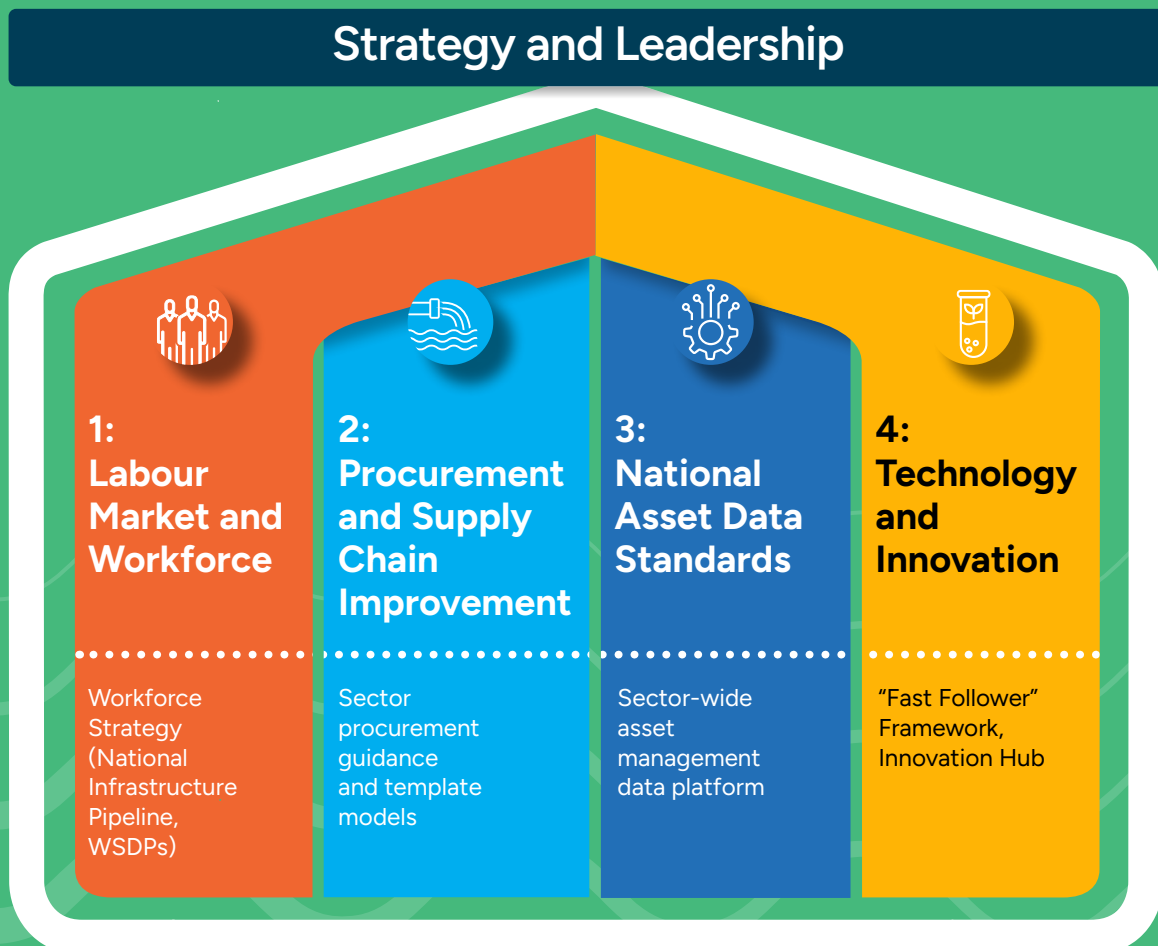 Strategy and Leadership
1:
Labour
Market and
Workforce
Workforce
Strategy
(National
Infrastructure
Pipeline,
WSDPs)
2:
Procurement
and Supply
Chain
Improvement
Sector
procurement
guidance
and template
models
3:
National
Asset Data
Standards
Sector-wide
asset
management
data platform
4:
Technology
and
Innovation
“Fast Follower”
Framework,
Innovation Hub